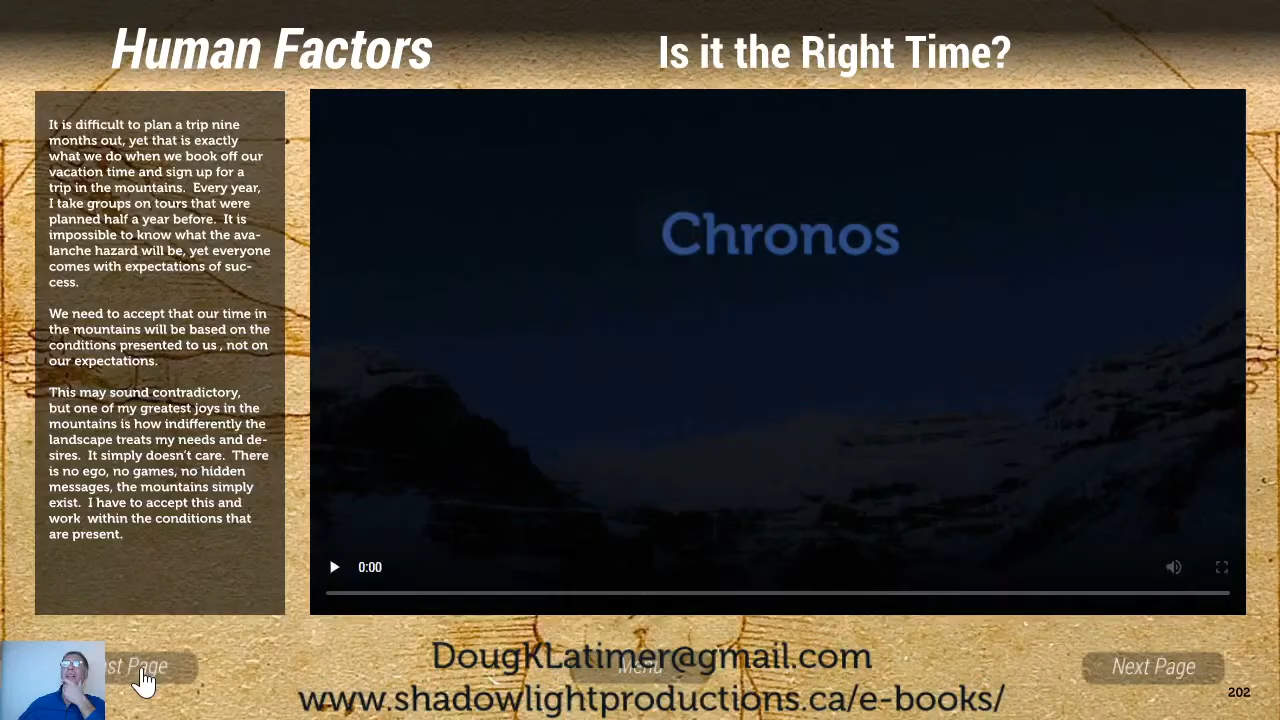 Human Factors
Is it the Right Time?
It is difficult to plan a trip nine
months out, yet that is exactly
what we do when we book off our
vacation time and sign up for a
trip in the mountains.  Every year,
I take groups on tours that were
planned half a year before.  It is
impossible to know what the ava-
lanche hazard will be, yet everyone
comes with expectations of suc-
cess.
We need to accept that our time in
the mountains will be based on the
conditions presented to us , not on
our expectations.
This may sound contradictory,
but one of my greatest joys in the
mountains is how indifferently the
landscape treats my needs and de-
sires.  It simply doesn't care.  There
is no ego, no games, no hidden
messages, the mountains simply
exist.  I have to accept this and
work  within the conditions that
are present.
Chronos
0:00
Page
Menu
Next Page
DougKLatimer@gmail.com
www.shadowlightproductions.ca/e-books/
202